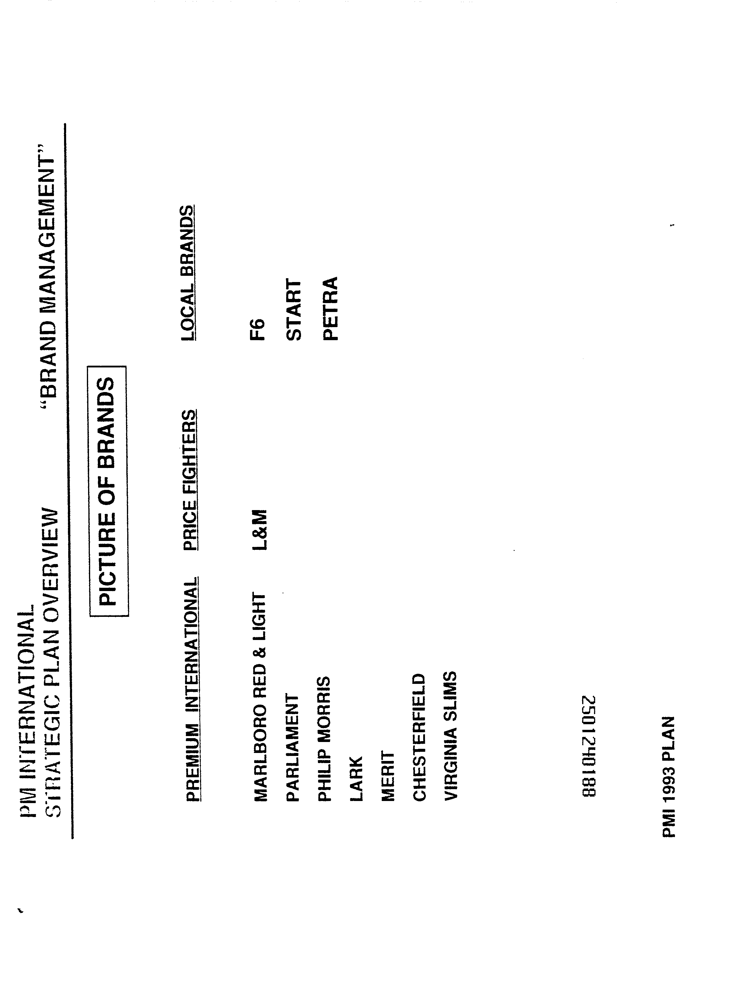 PM INTERNATIONAL
STRATEGIC PLAN OVERVIEW "BRAND MANAGEMENT"
PICTURE OF BRANDS
PREMIUM INTERNATIONAL PRICE FIGHTERS LOCAL BRANDS
MARLBORO RED & LIGHT L&M F6
PARLIAMENT START
PHILIP MORRIS PETRA
LARK
MERIT
CHESTERFIELD
VIRGINIA SLIMS
2501240188
PMI 1993 PLAN